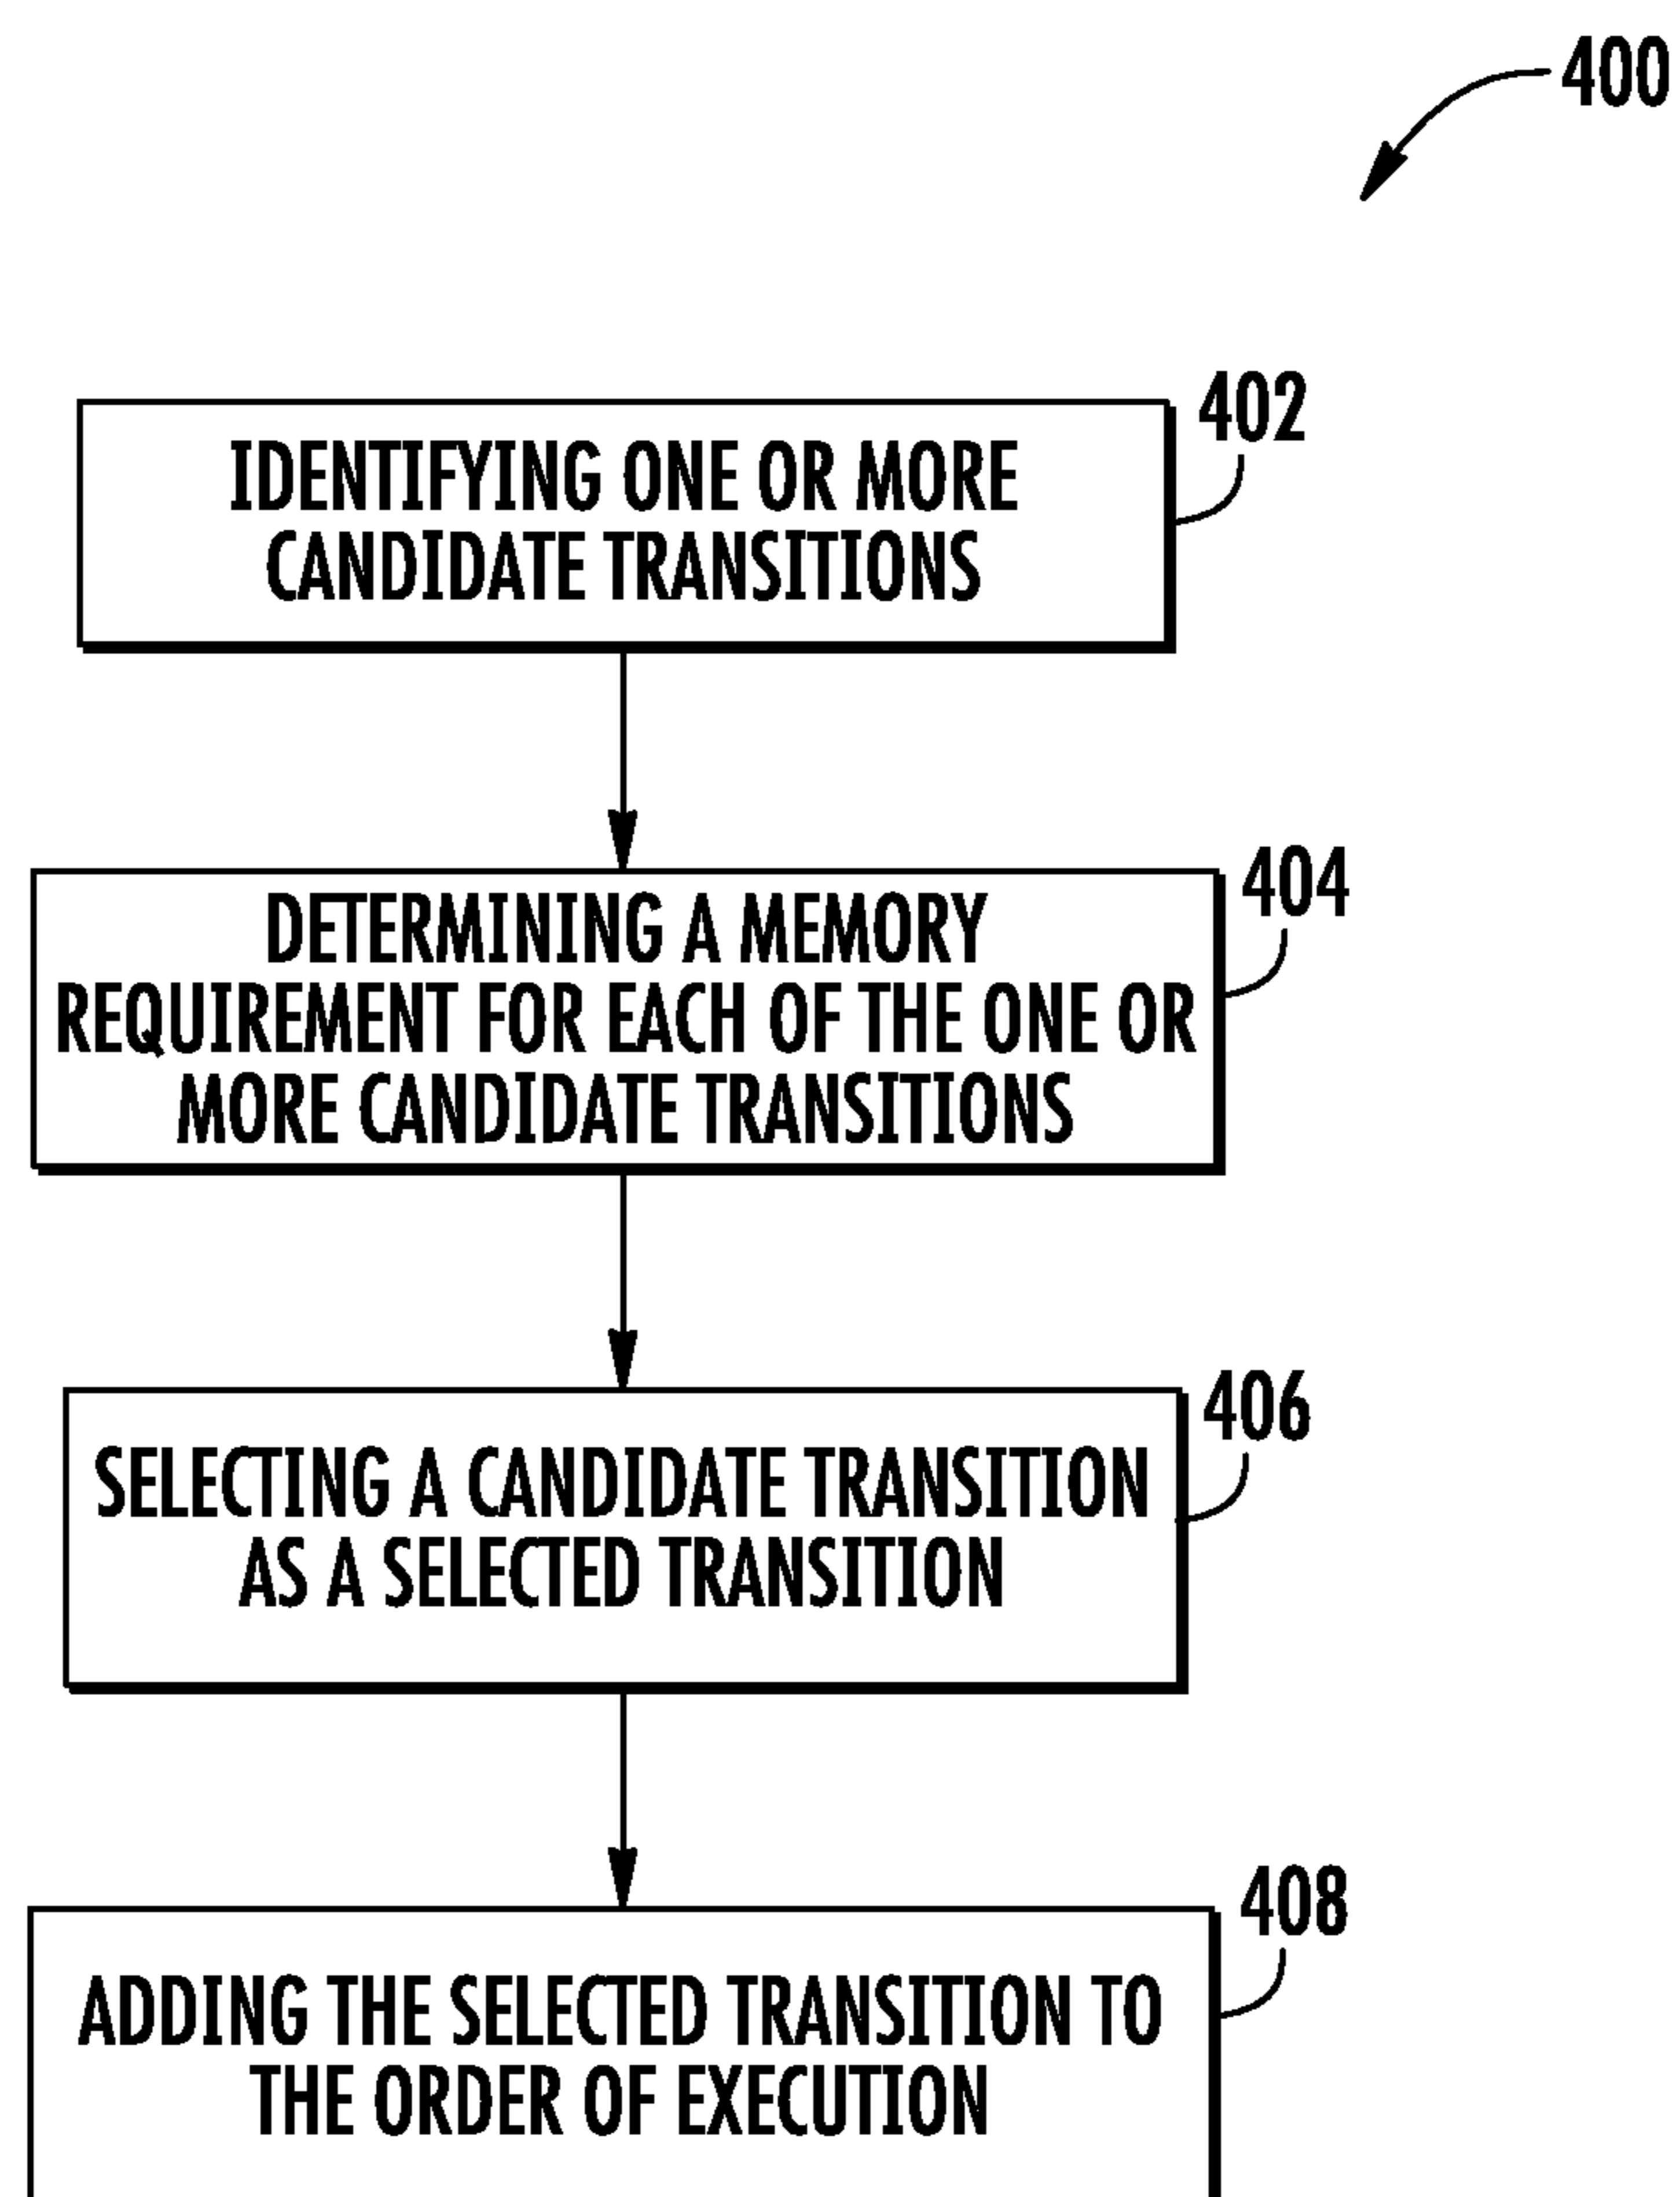 400
402
IDENTIFYING ONE OR MORE
CANDIDATE TRANSITIONS
404
DETERMINING A MEMORY
REQUIREMENT FOR EACH OF THE ONE OR
MORE CANDIDATE TRANSITIONS
406
SELECTING A CANDIDATE TRANSITION
AS A SELECTED TRANSITION
408
ADDING THE SELECTED TRANSITION TO
THE ORDER OF EXECUTION